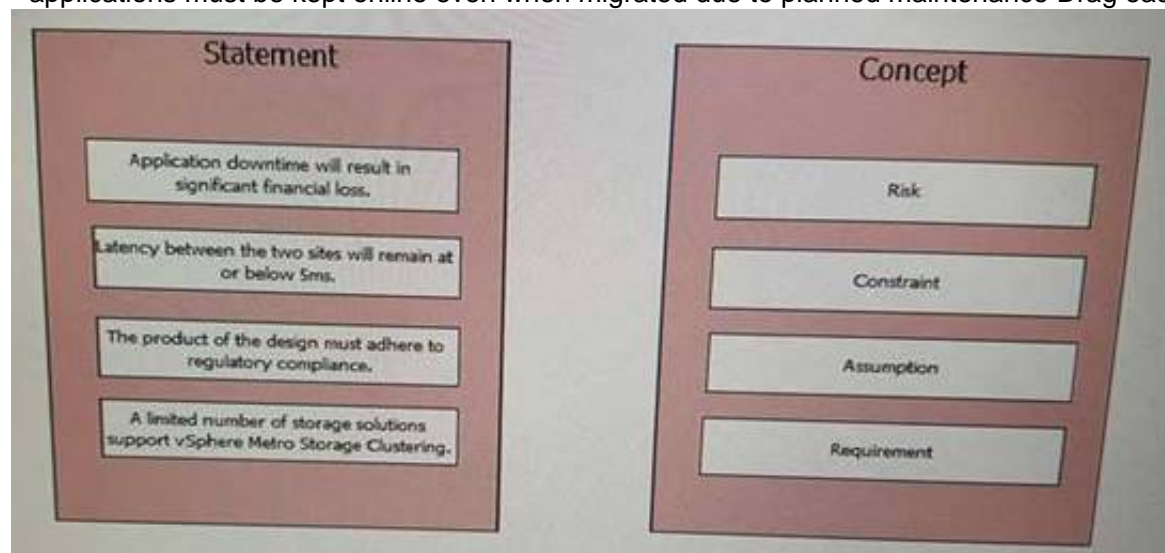 applications must be kept online even when migrated due to planned maintenance Drag
Statement
Application downtime will result in
significant financial loss.
Latency between the two sites will remain at
or below 5ms.
The product of the design must adhere to
regulatory compliance.
A limited number of storage solutions
support vSphere Metro Storage Clustering.
Concept
Risk
Constraint
Assumption
Requirement